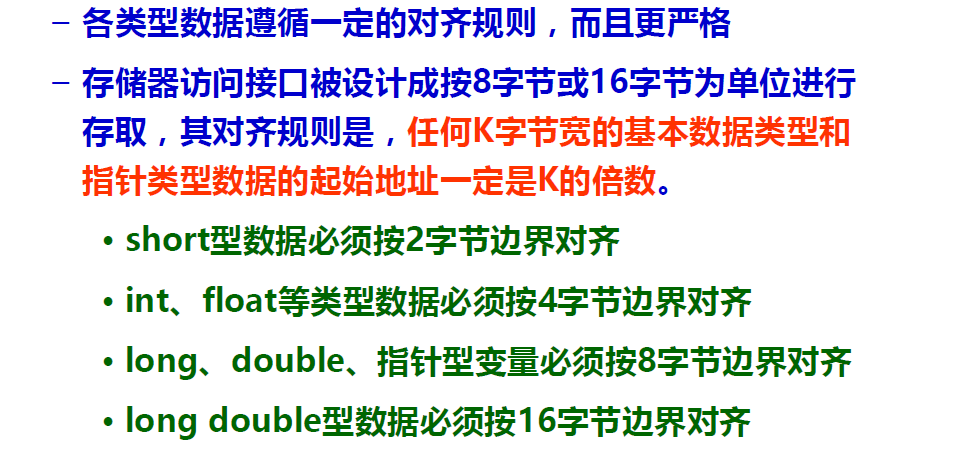 – 各类型数据遵循一定的对齐规则，而且更严格
– 存储器访问接口被设计成按8字节或16字节为单位进行
存取，其对齐规则是，任何K字节宽的基本数据类型和
指针类型数据的起始地址一定是K的倍数。
• short型数据必须按2字节边界对齐
• int、float等类型数据必须按4字节边界对齐
• long、double、指针型变量必须按8字节边界对齐
• long double型数据必须按16字节边界对齐